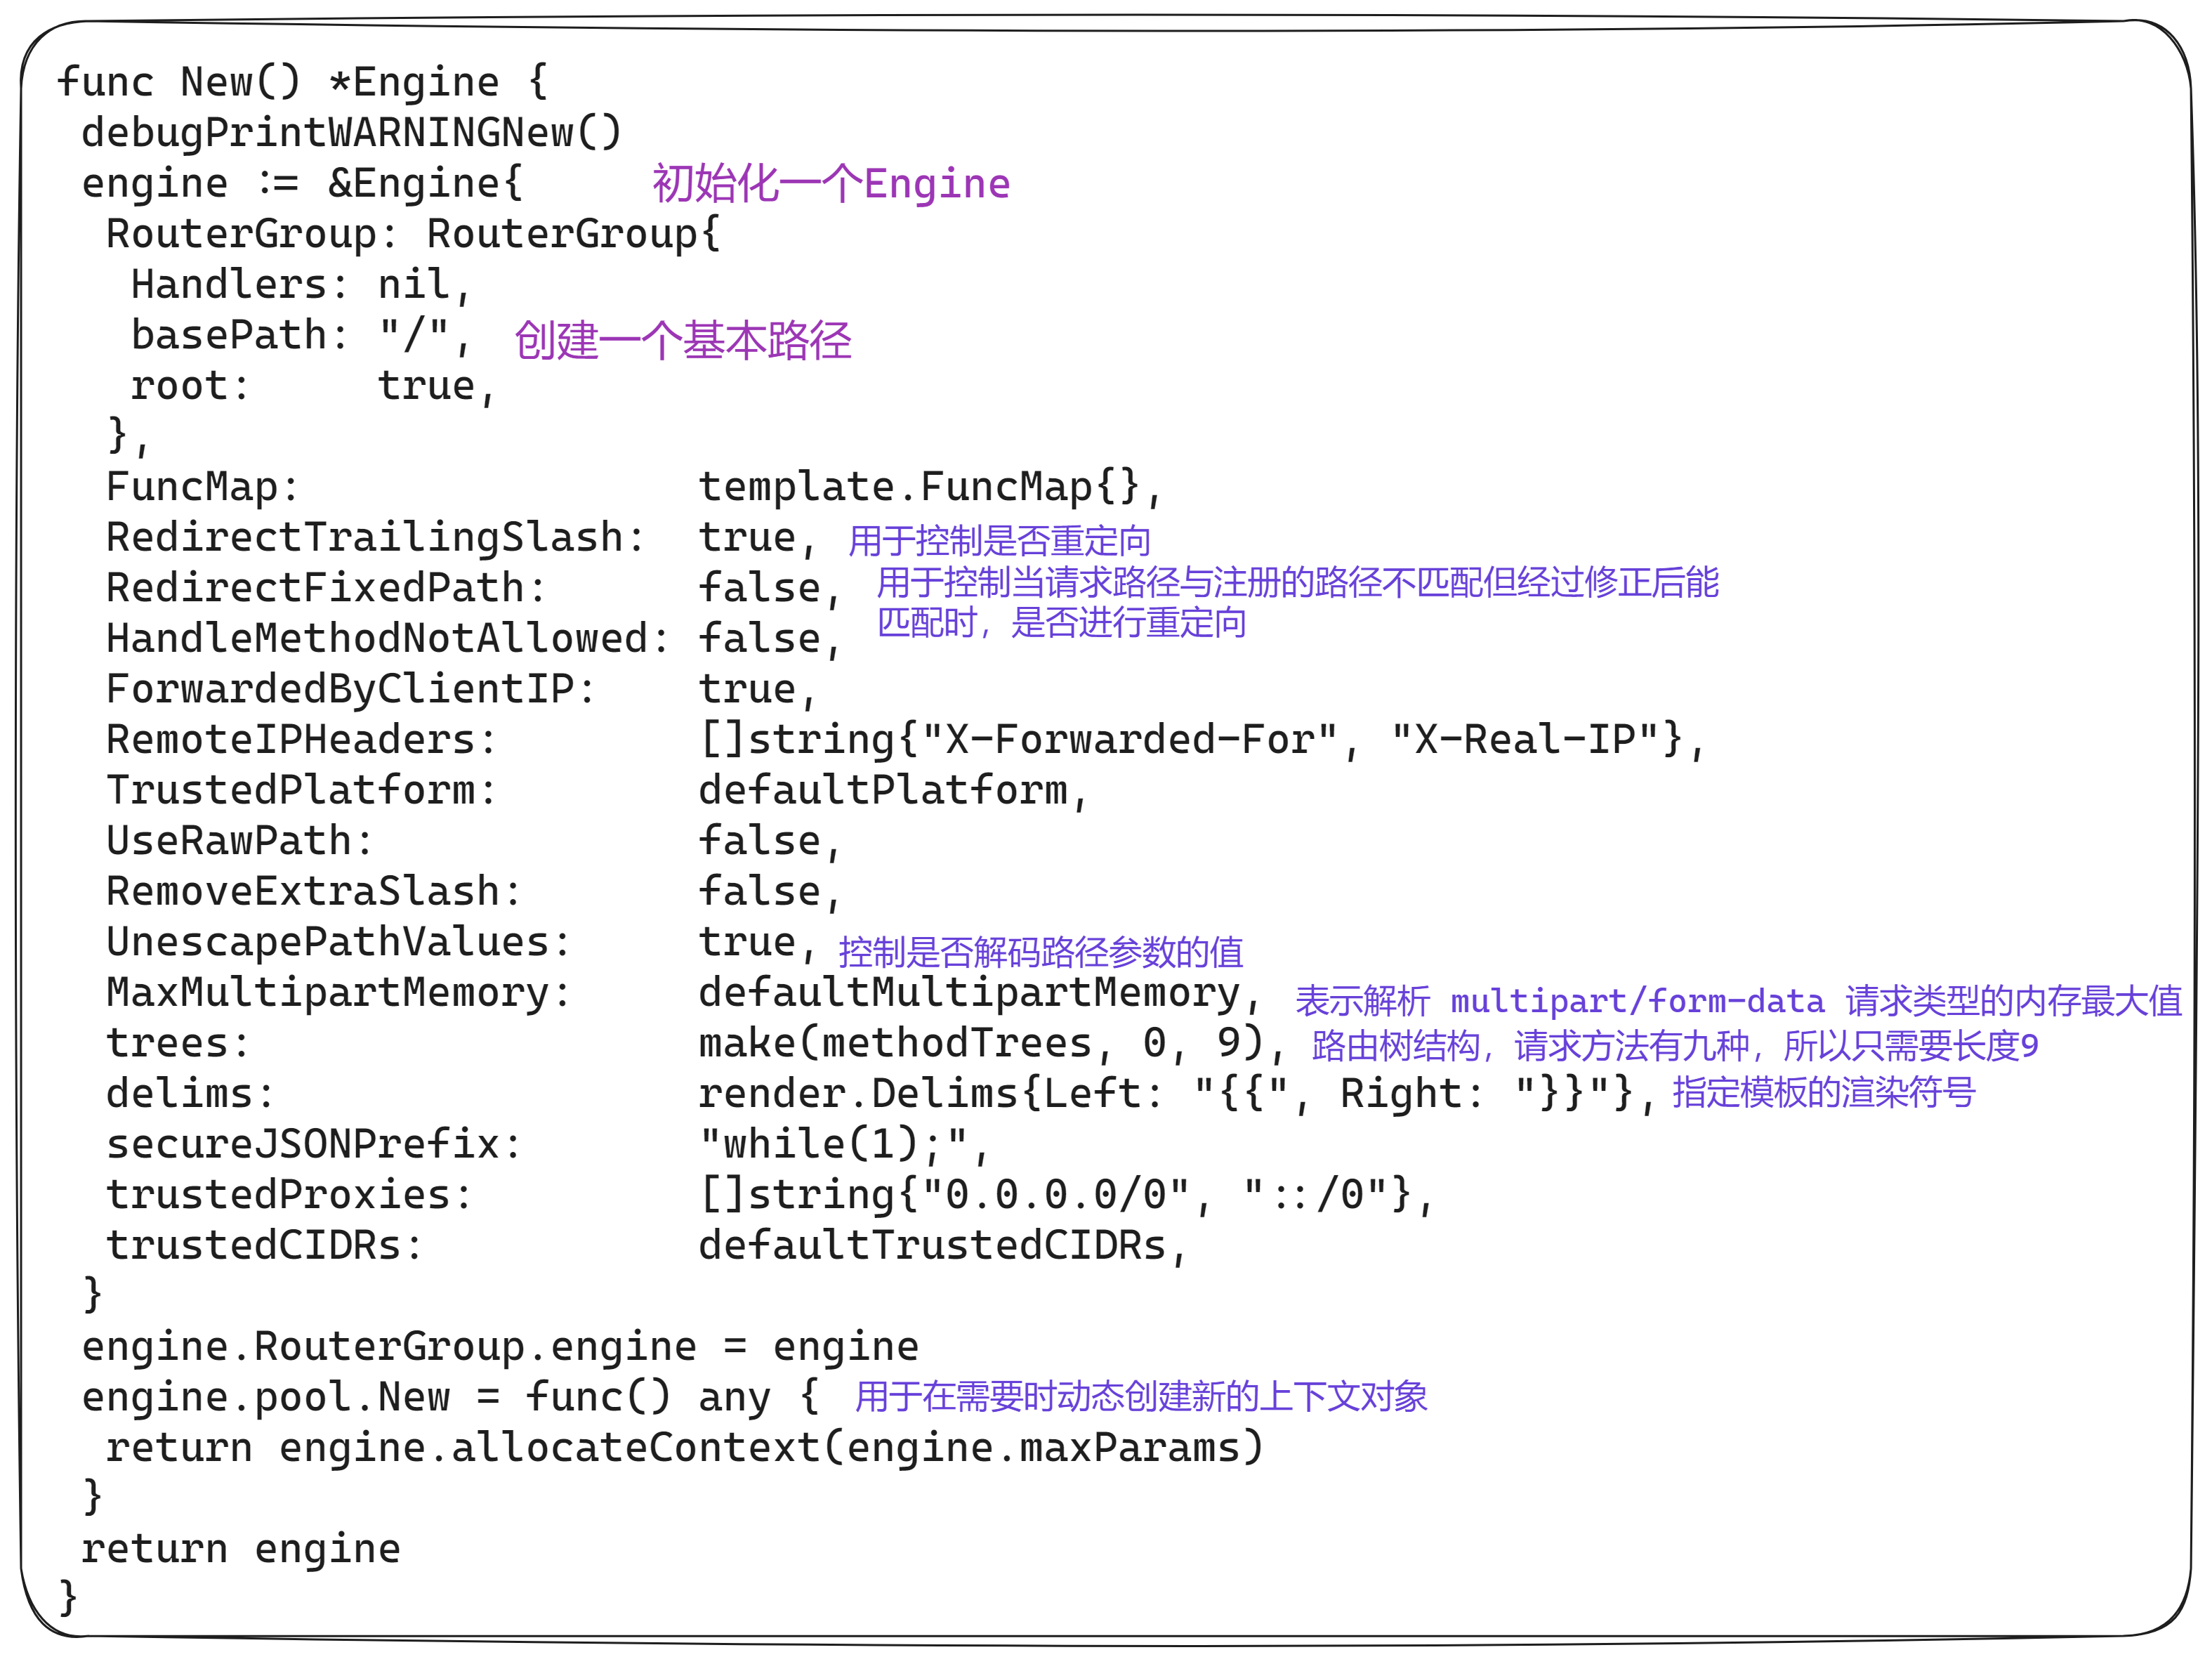 func New() *Engine {
debugPrintWARNINGNew()
engine := &Engine{ 初始化一个Engine
RouterGroup: RouterGroup{
Handlers: nil,
basePath: "/", 创建一个基本路径
root: true,
},
FuncMap: template.FuncMap{},
RedirectTrailingSlash: true, 用于控制是否重定向
RedirectFixedPath: false, 用于控制当请求路径与注册的路径不匹配但经过修正后能
匹配时，是否进行重定向
HandleMethodNotAllowed: false,
ForwardedByClientIP: true,
RemoteIPHeaders: []string{"X-Forwarded-For", "X-Real-IP"},
TrustedPlatform: defaultPlatform,
UseRawPath: false,
RemoveExtraSlash: false,
UnescapePathValues: true, 控制是否解码路径参数的值
MaxMultipartMemory: defaultMultipartMemory, 表示解析 multipart/form-data 请求类型的内存最大值
trees: make(methodTrees, 0, 9), 路由树结构，请求方法有九种，所以只需要长度9
delims: render.Delims{Left: "{{", Right: "}}"}, 指定模板的渲染符号
secureJSONPrefix: "while(1);",
trustedProxies: []string{"0.0.0.0/0", "::/0"},
trustedCIDRs: defaultTrustedCIDRs,
}
engine.RouterGroup.engine = engine
engine.pool.New = func() any { 用于在需要时动态创建新的上下文对象
return engine.allocateContext(engine.maxParams)
}
return engine
}